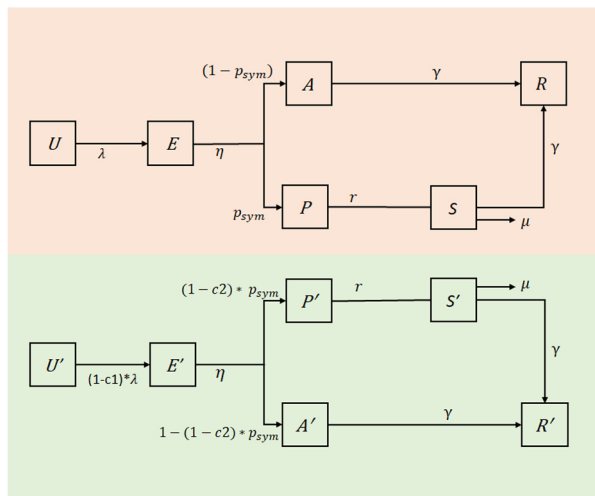 (1 − p_sym)
A
γ
R
U
λ
E
η
γ
p_sym
P
r
S
μ
(1 − c2) ∗ p_sym
P′
r
S′
μ
U′
(1-c1)*λ
E′
η
γ
1 − (1 − c2) ∗ p_sym
A′
γ
R′